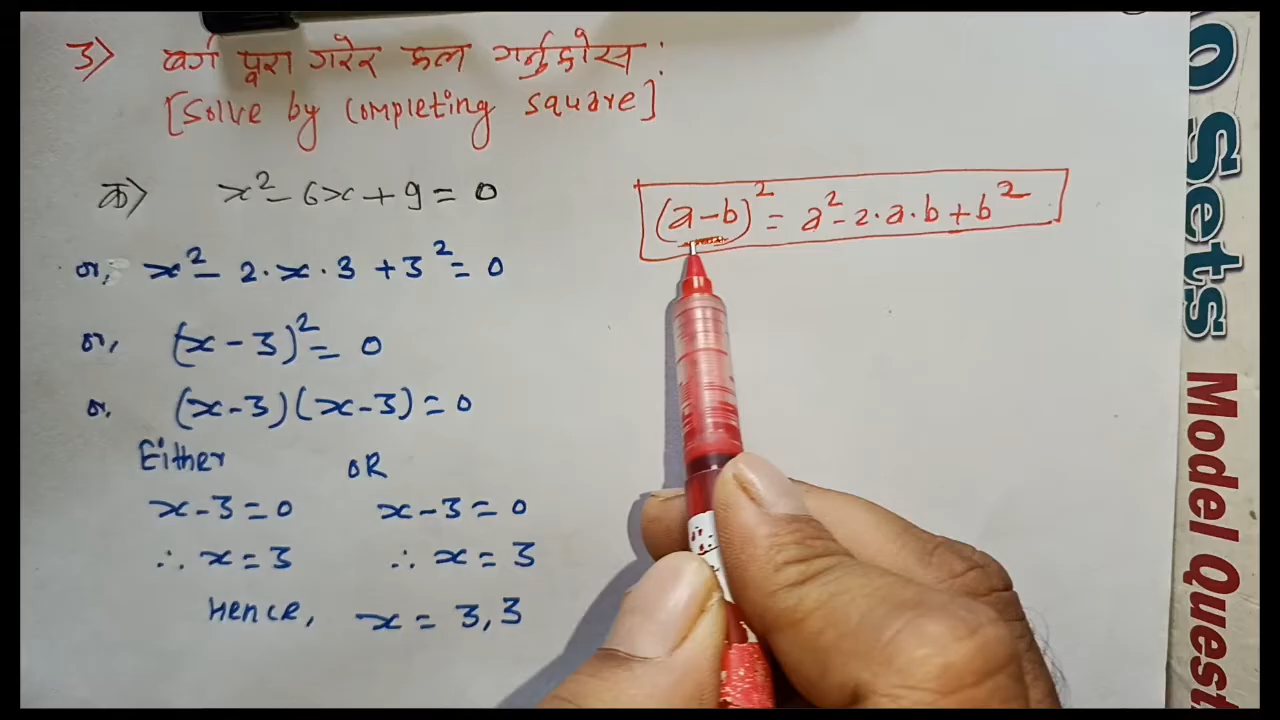 3) वर्ग पूरा गरेर हल गर्नुहोस :
[Solve by completing square]
क) x² - 6x + 9 = 0
or, x² - 2·x·3 + 3² = 0
or, (x - 3)² = 0
or, (x - 3)(x - 3) = 0
Either OR
x - 3 = 0 x - 3 = 0
∴ x = 3 ∴ x = 3
Hence, x = 3, 3
(a - b)² = a² - 2·a·b + b²
Sets
Model Quest